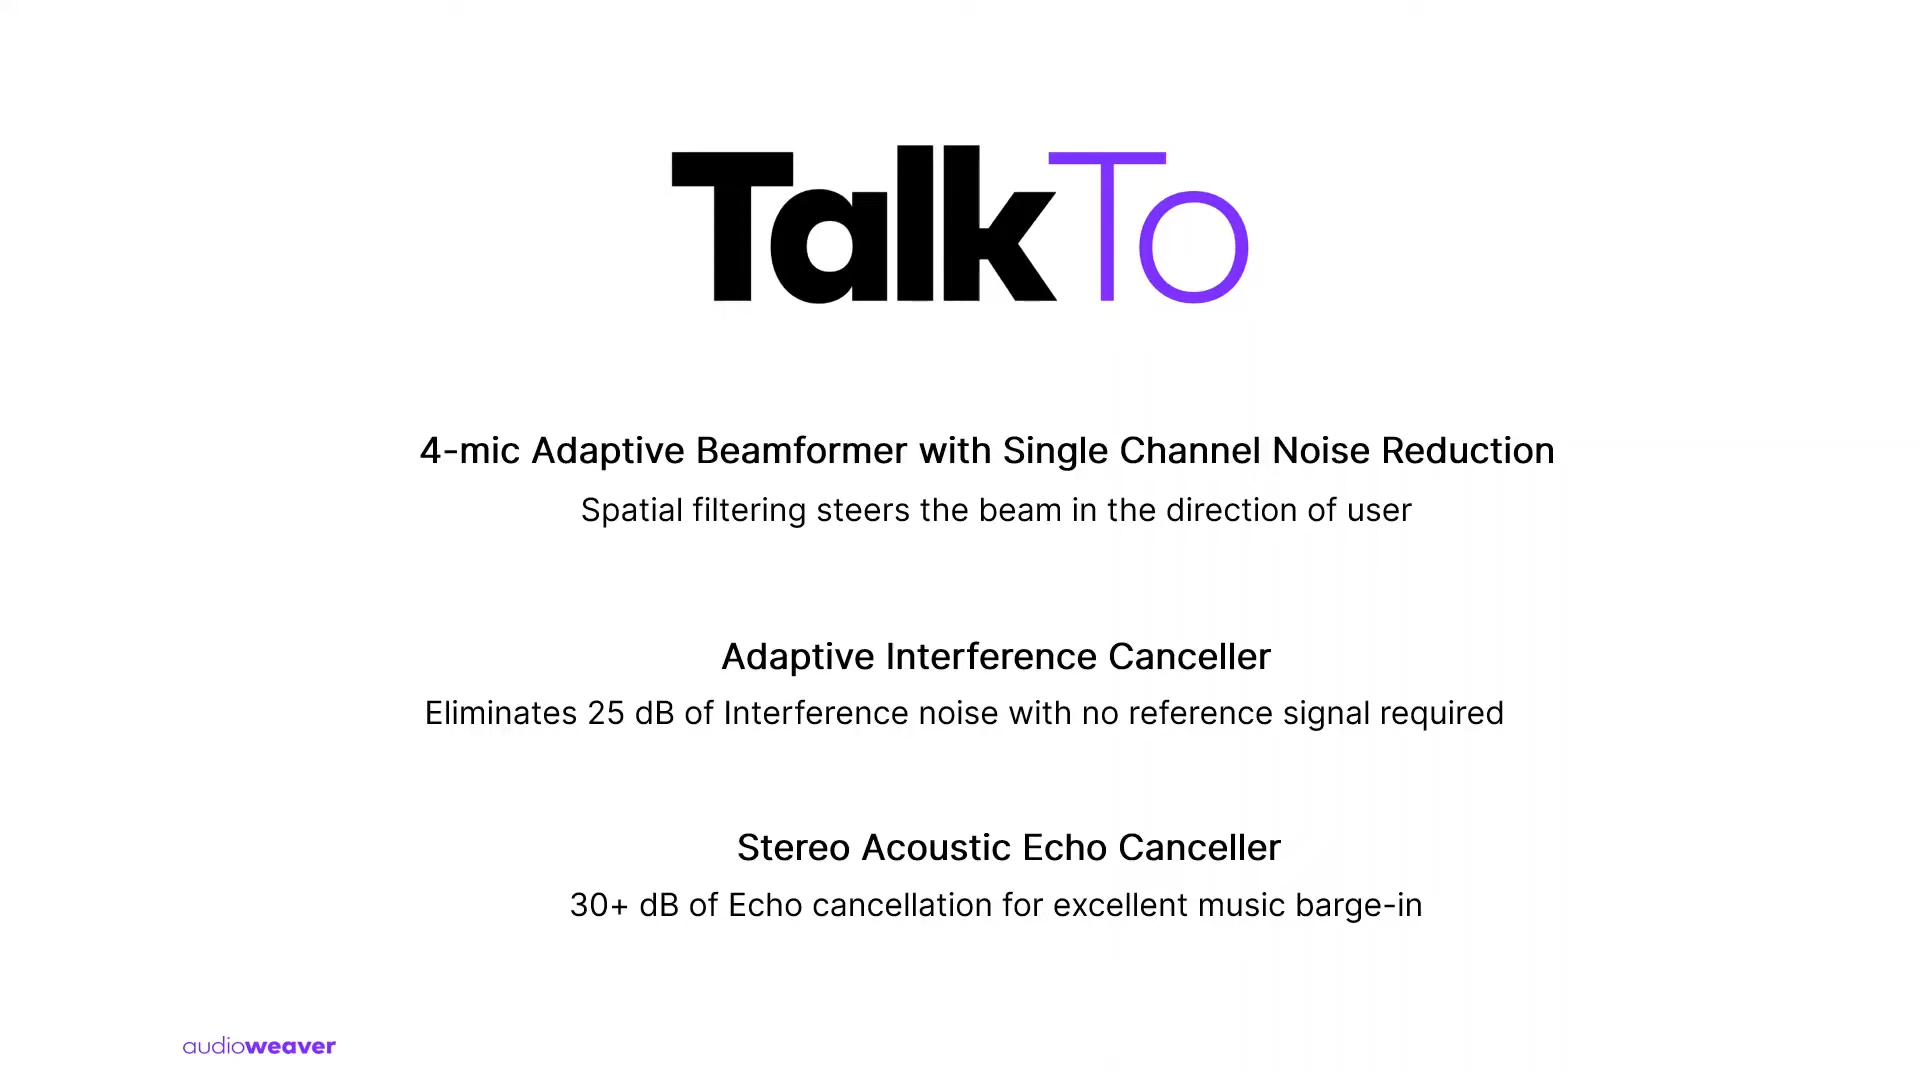 TalkTo
4-mic Adaptive Beamformer with Single Channel Noise Reduction
Spatial filtering steers the beam in the direction of user
Adaptive Interference Canceller
Eliminates 25 dB of Interference noise with no reference signal required
Stereo Acoustic Echo Canceller
30+ dB of Echo cancellation for excellent music barge-in
audioweaver